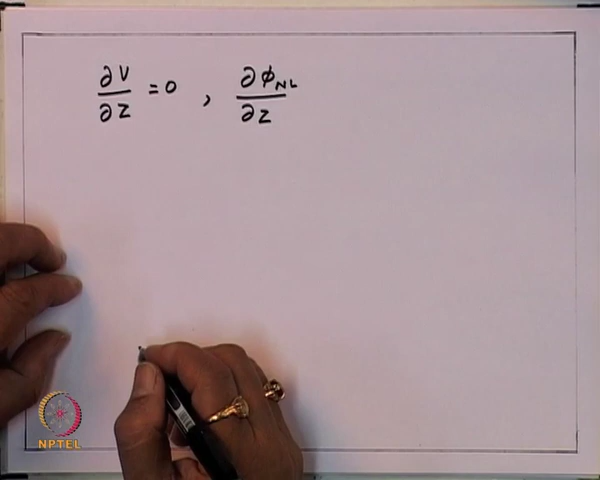 ∂V/∂Z = 0 , ∂ϕ_NL/∂Z
NPTEL